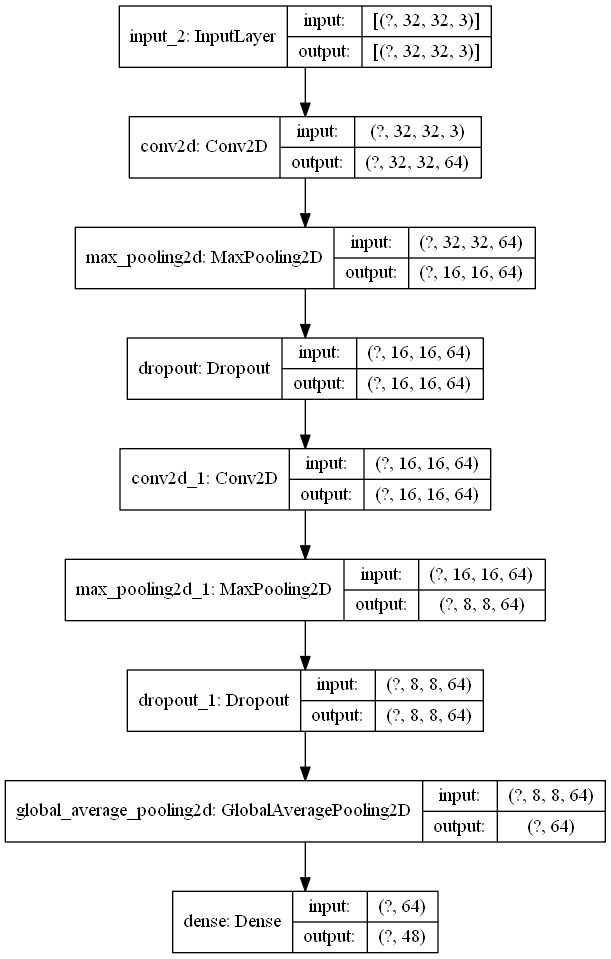 input_2: InputLayer
input: [(?, 32, 32, 3)]
output: [(?, 32, 32, 3)]
conv2d: Conv2D
input: (?, 32, 32, 3)
output: (?, 32, 32, 64)
max_pooling2d: MaxPooling2D
input: (?, 32, 32, 64)
output: (?, 16, 16, 64)
dropout: Dropout
input: (?, 16, 16, 64)
output: (?, 16, 16, 64)
conv2d_1: Conv2D
input: (?, 16, 16, 64)
output: (?, 16, 16, 64)
max_pooling2d_1: MaxPooling2D
input: (?, 16, 16, 64)
output: (?, 8, 8, 64)
dropout_1: Dropout
input: (?, 8, 8, 64)
output: (?, 8, 8, 64)
global_average_pooling2d: GlobalAveragePooling2D
input: (?, 8, 8, 64)
output: (?, 64)
dense: Dense
input: (?, 64)
output: (?, 48)